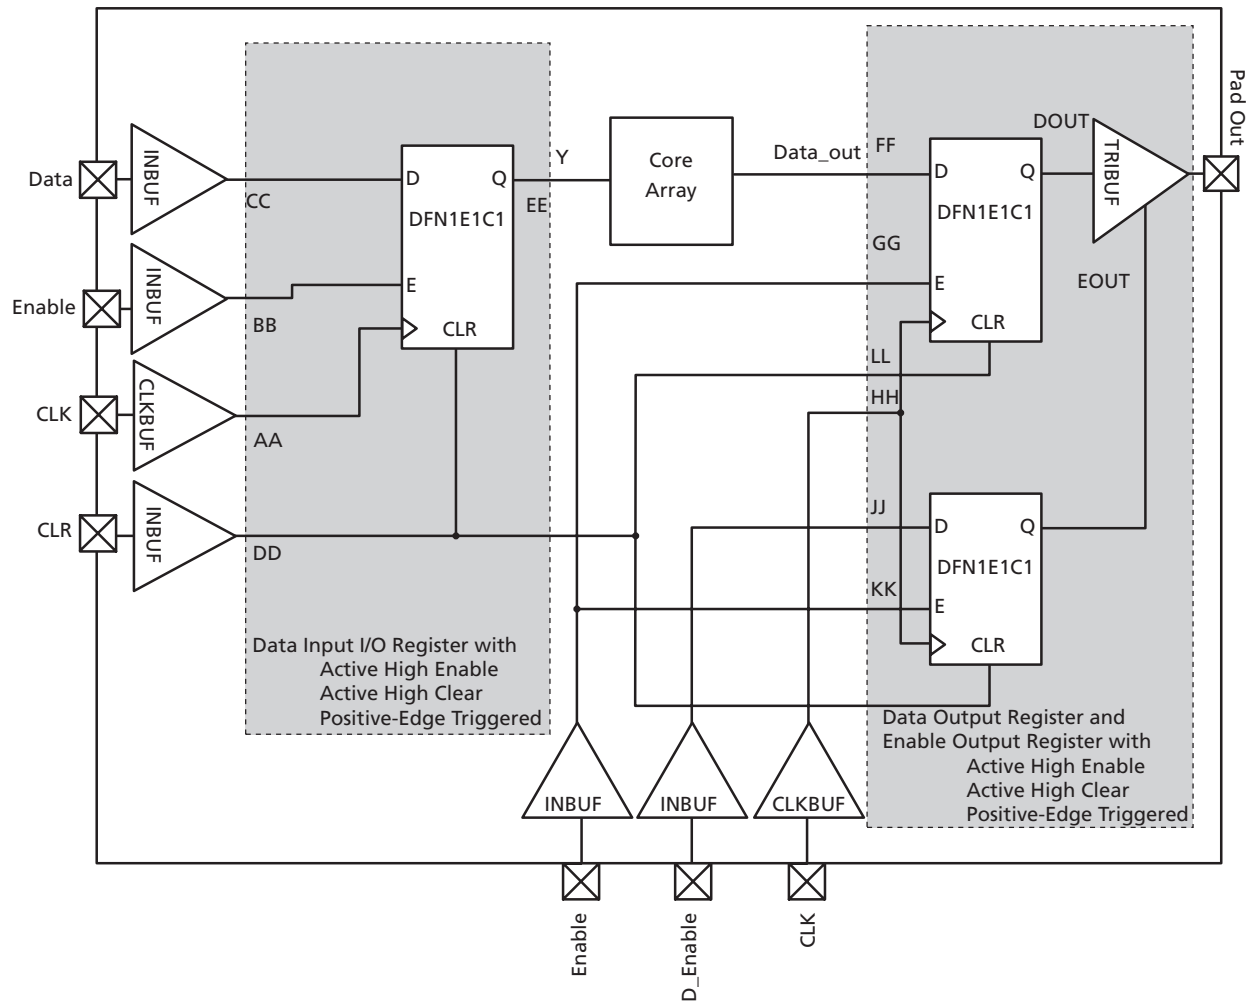 Pad Out
DOUT
Data
INBUF
CC
D
Q
DFN1E1C1
E
CLR
Y
EE
Core
Array
Data_out
FF
D
Q
DFN1E1C1
E
CLR
TRIBUF
GG
EOUT
Enable
INBUF
BB
LL
HH
CLK
CLKBUF
AA
CLR
INBUF
DD
JJ
D
Q
DFN1E1C1
KK
E
CLR
Data Input I/O Register with
Active High Enable
Active High Clear
Positive-Edge Triggered
Data Output Register and
Enable Output Register with
Active High Enable
Active High Clear
Positive-Edge Triggered
INBUF
INBUF
CLKBUF
Enable
D_Enable
CLK